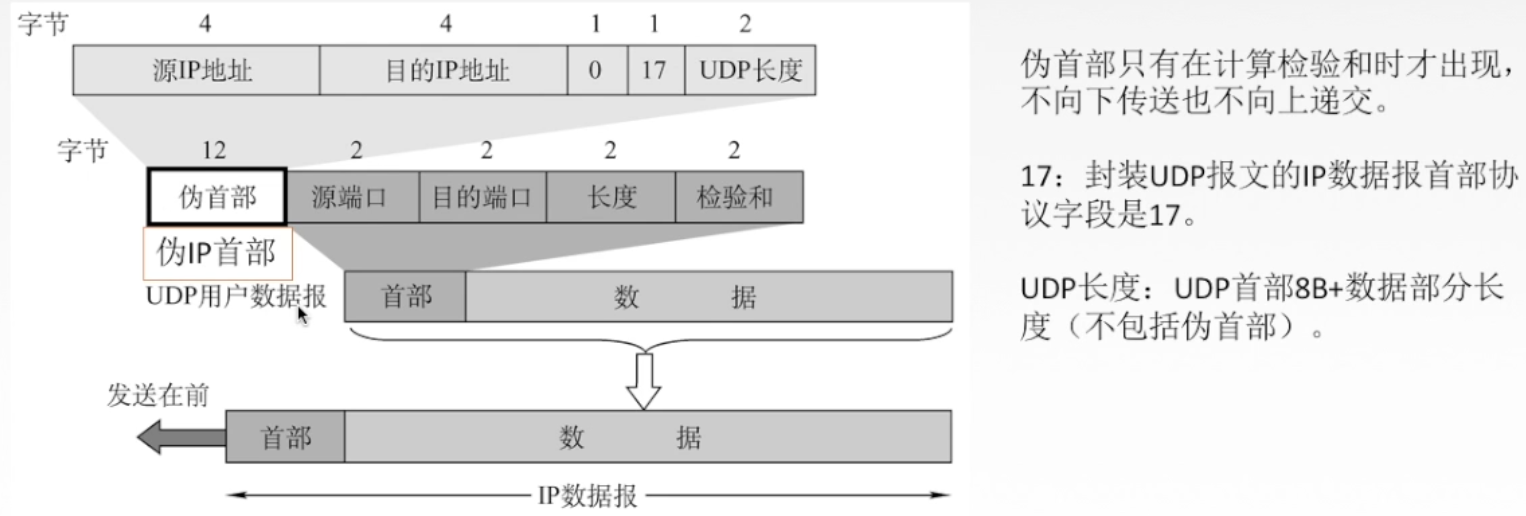 字节 4 4 1 1 2
源IP地址 目的IP地址 0 17 UDP长度
字节 12 2 2 2 2
伪首部 源端口 目的端口 长度 检验和
伪IP首部
UDP用户数据报 首部 数 据
发送在前
首部 数 据
IP数据报
伪首部只有在计算检验和时才出现，
不向下传送也不向上递交。
17：封装UDP报文的IP数据报首部协
议字段是17。
UDP长度：UDP首部8B+数据部分长
度（不包括伪首部）。